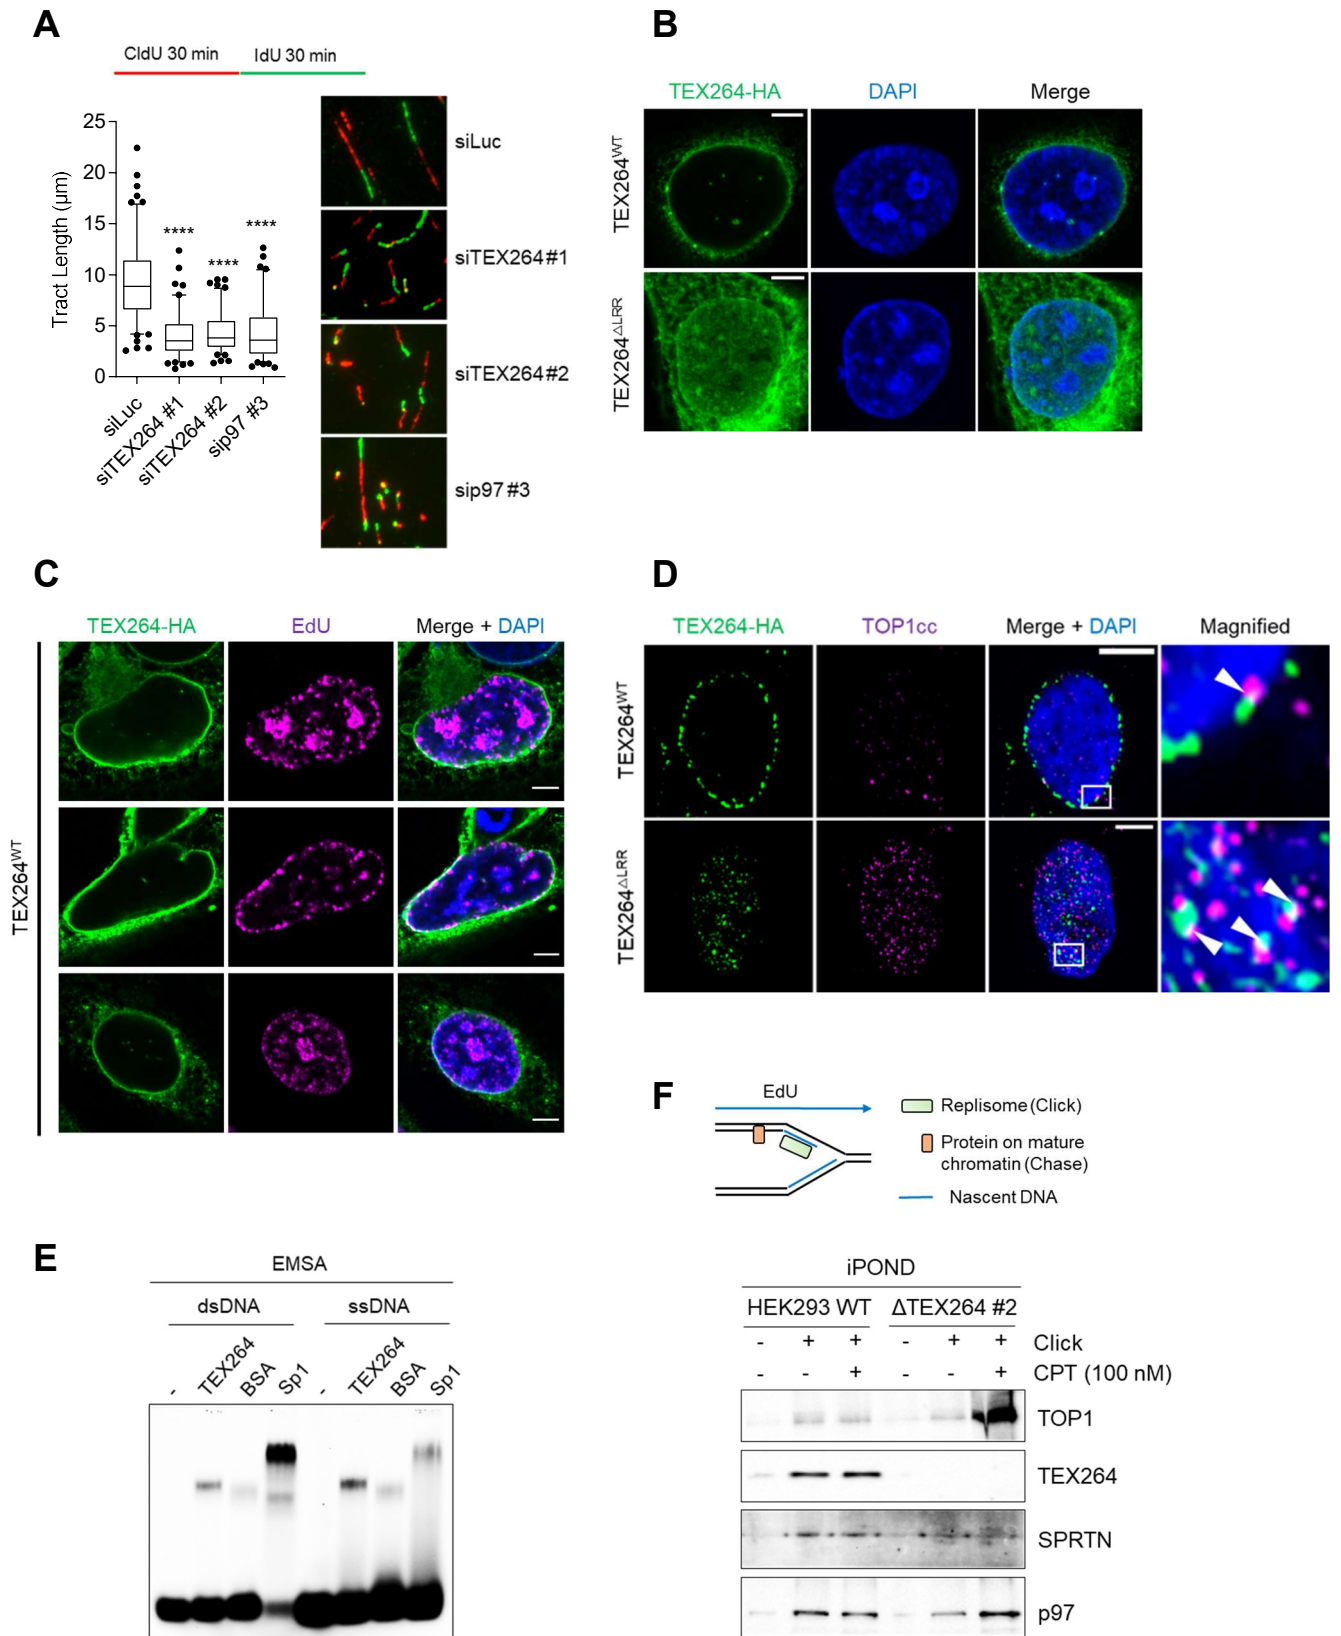 A
CldU 30 min
IdU 30 min
25
20
15
10
5
0
Tract Length (μm)
****
****
****
siLuc
siTEX264 #1
siTEX264 #2
sip97 #3
siLuc
siTEX264 #1
siTEX264 #2
sip97 #3
B
TEX264-HA
DAPI
Merge
TEX264WT
TEX264ΔLRR
C
TEX264-HA
EdU
Merge + DAPI
TEX264WT
D
TEX264-HA
TOP1cc
Merge + DAPI
Magnified
TEX264WT
TEX264ΔLRR
E
EMSA
dsDNA
ssDNA
-
TEX264
BSA
Sp1
-
TEX264
BSA
Sp1
F
EdU
Replisome (Click)
Protein on mature
chromatin (Chase)
Nascent DNA
iPOND
HEK293 WT
ΔTEX264 #2
- + + - + + Click
- - + - - + CPT (100 nM)
TOP1
TEX264
SPRTN
p97